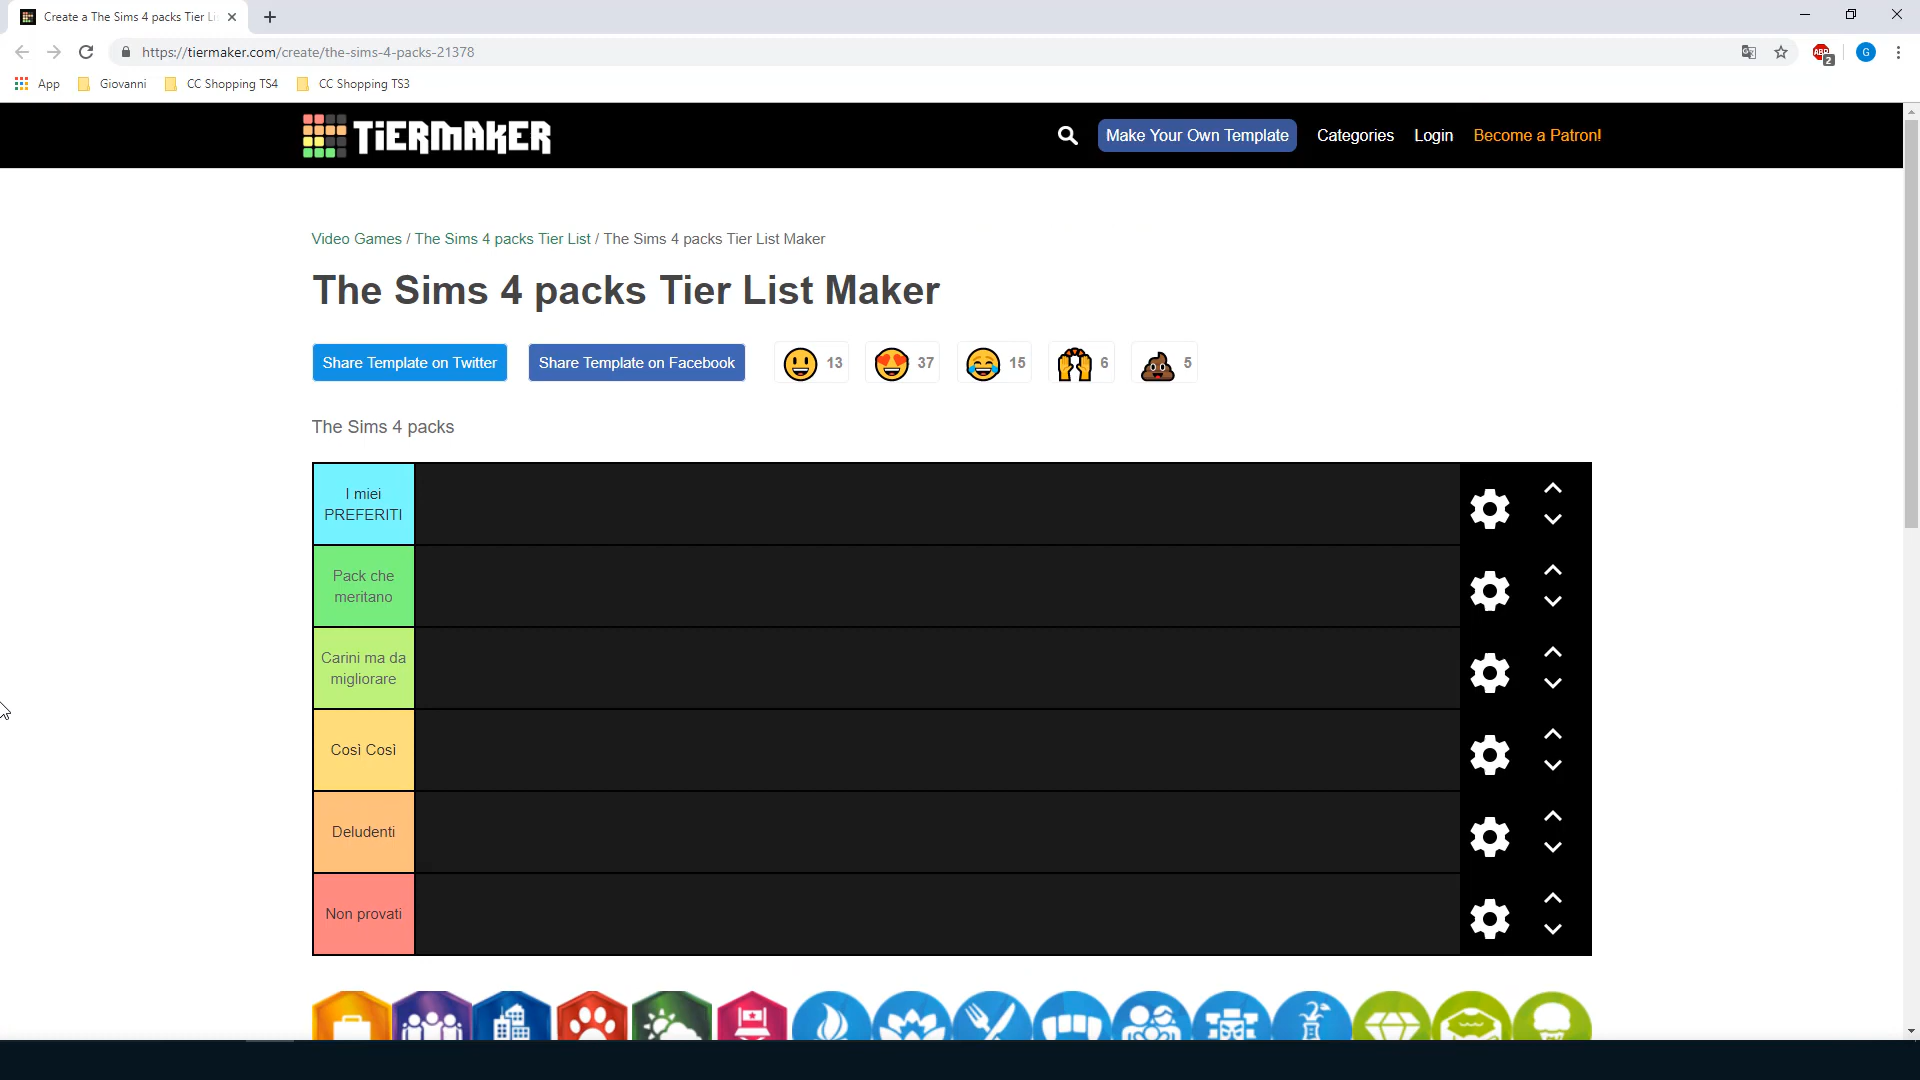 Create a The Sims 4 packs Tier Li
https://tiermaker.com/create/the-sims-4-packs-21378
ABP
2
G
App
Giovanni
CC Shopping TS4
CC Shopping TS3
TiERMAKER
Make Your Own Template
Categories
Login
Become a Patron!
Video Games / The Sims 4 packs Tier List / The Sims 4 packs Tier List Maker
The Sims 4 packs Tier List Maker
Share Template on Twitter
Share Template on Facebook
13
37
15
6
5
The Sims 4 packs
I miei
PREFERITI
Pack che
meritano
Carini ma da
migliorare
Così Così
Deludenti
Non provati